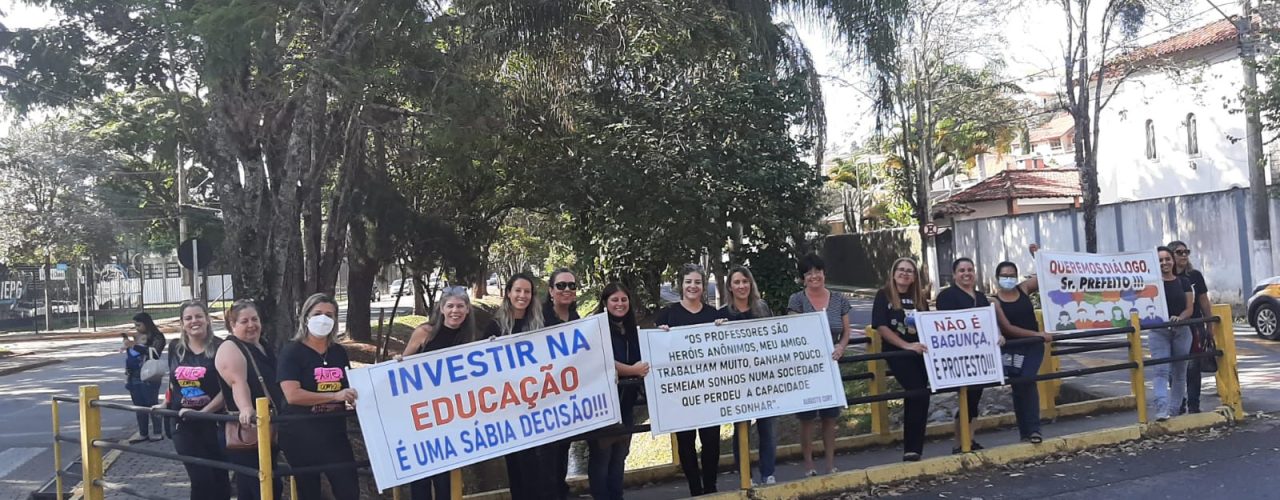 IEPG
INVESTIR NA
EDUCAÇÃO
É UMA SÁBIA DECISÃO!!!
"OS PROFESSORES SÃO
HERÓIS ANÔNIMOS, MEU AMIGO.
TRABALHAM MUITO, GANHAM POUCO.
SEMEIAM SONHOS NUMA SOCIEDADE
QUE PERDEU A CAPACIDADE
DE SONHAR".
AUGUSTO CURY
NÃO É
BAGUNÇA,
É PROTESTO!!!
QUEREMOS DIÁLOGO,
Sr. PREFEITO !!!